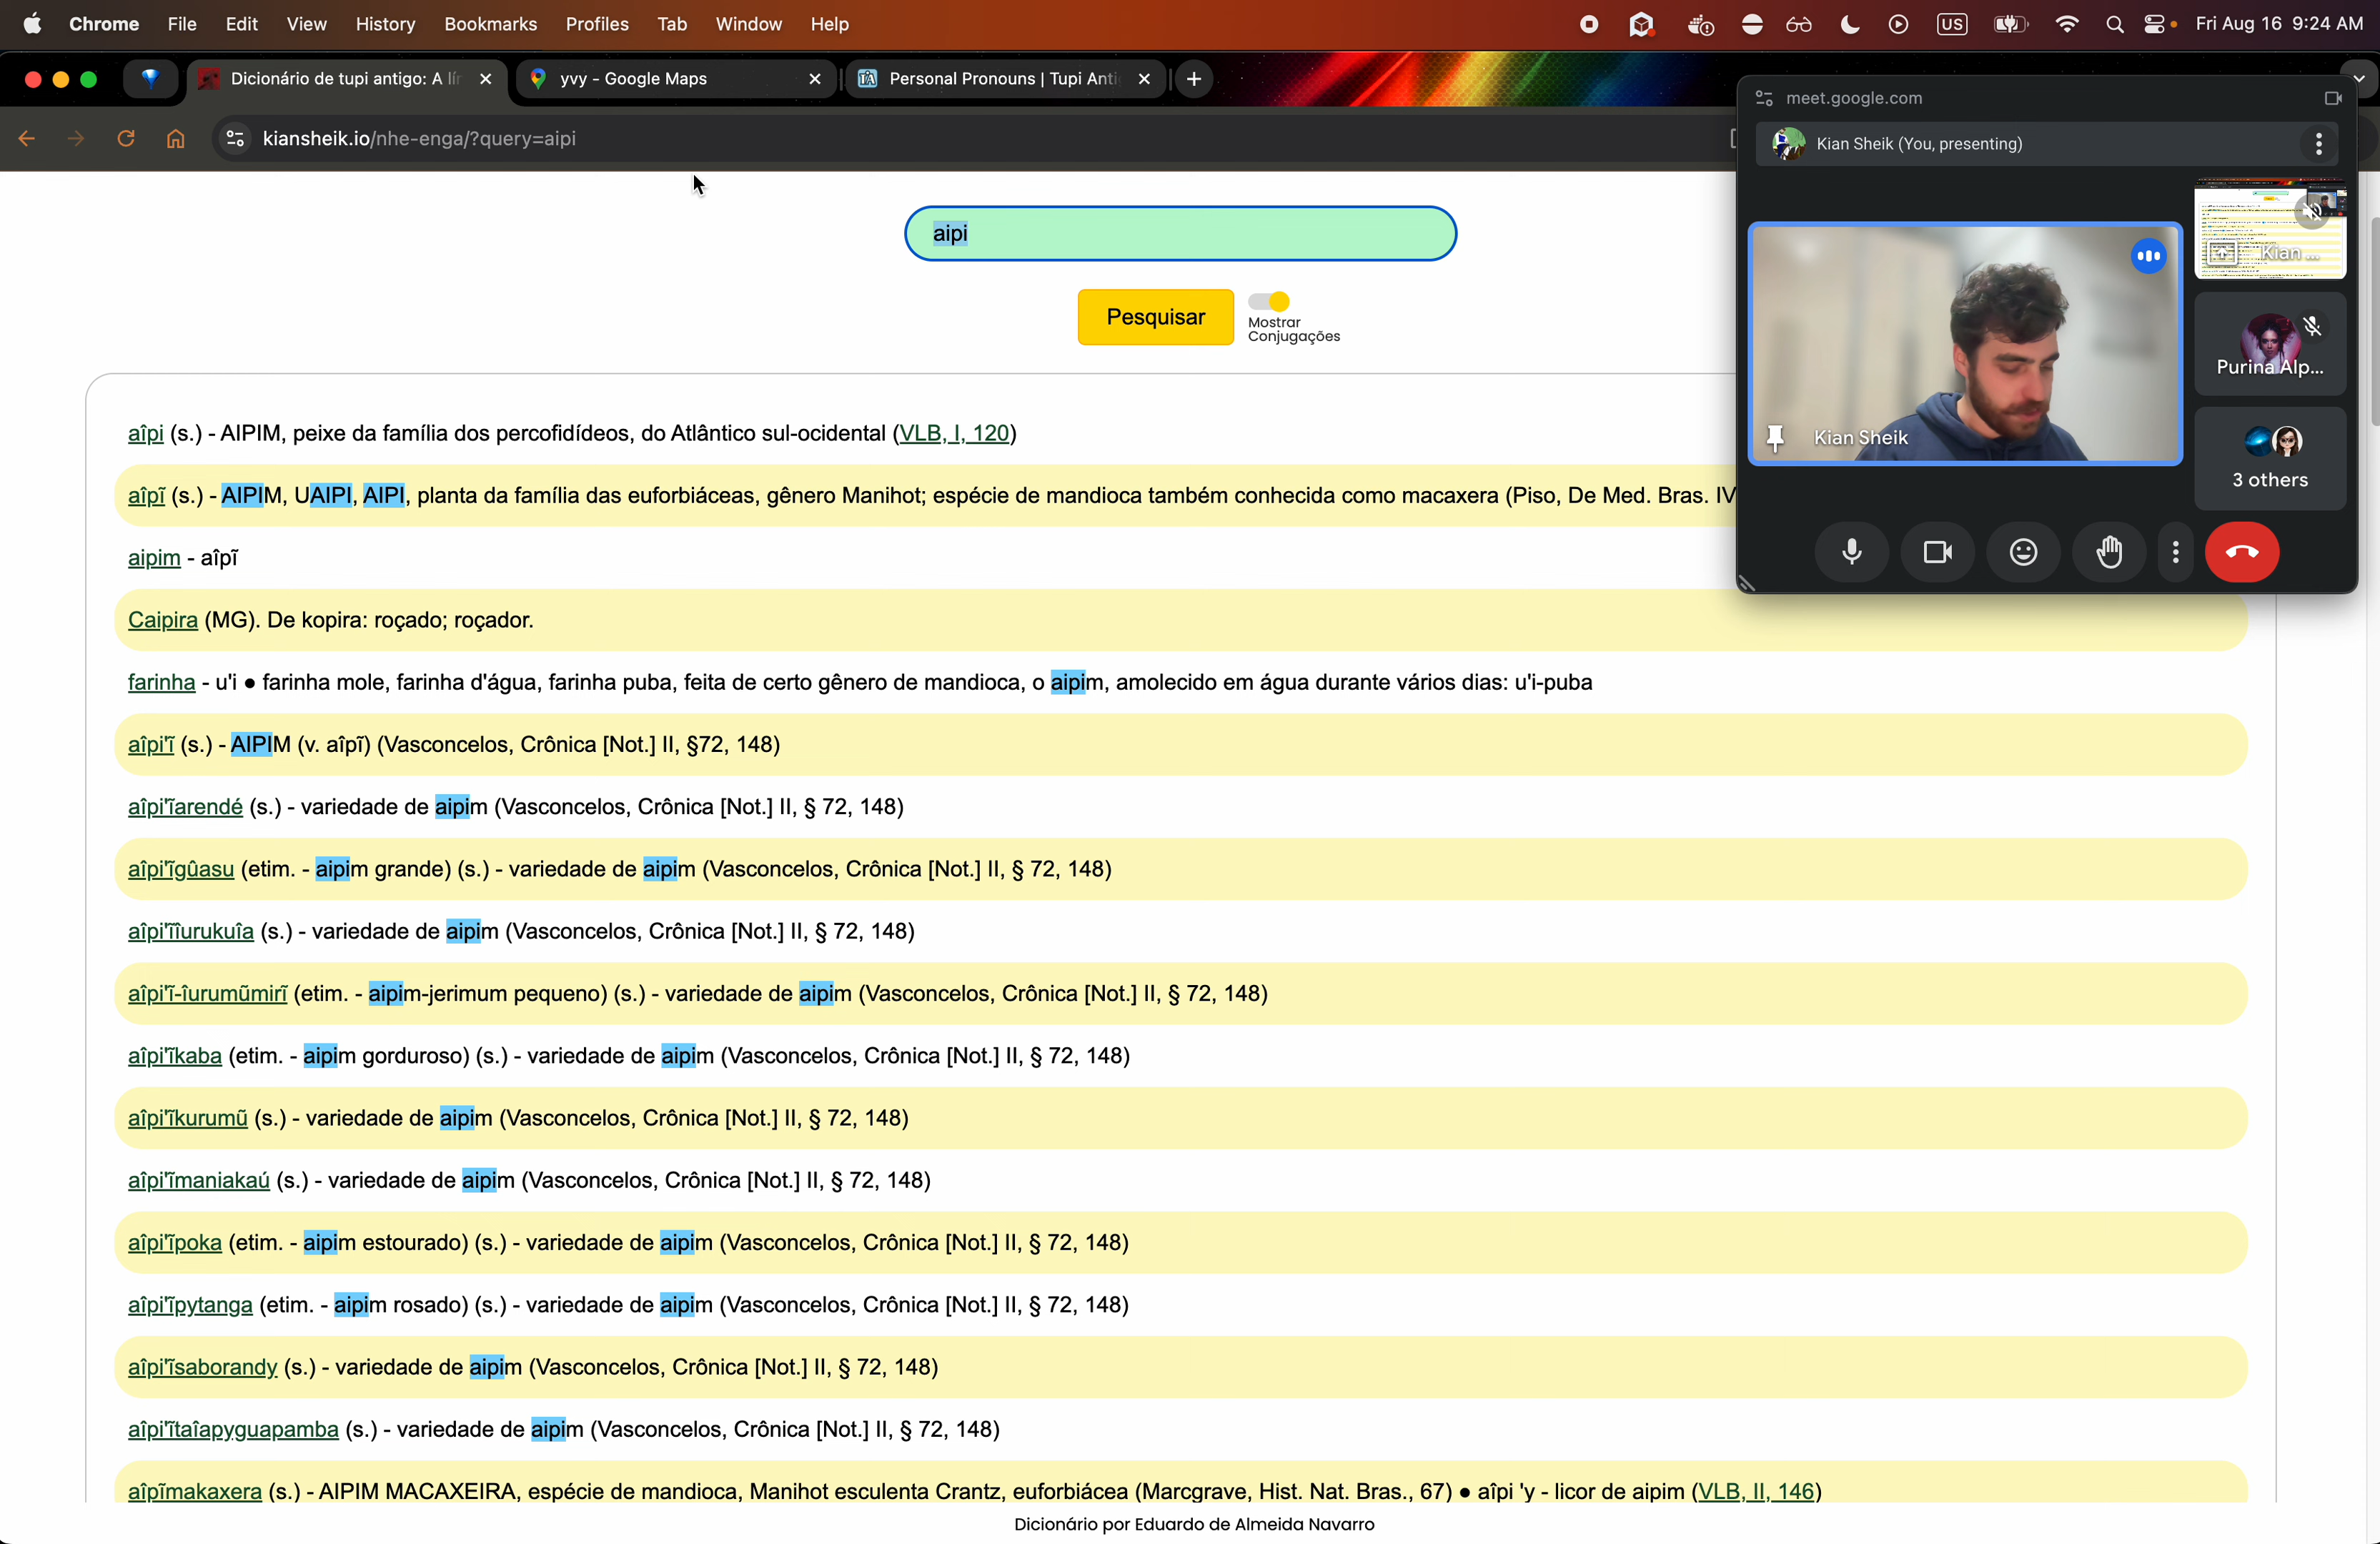 Chrome File Edit View History Bookmarks Profiles Tab Window Help US Fri Aug 16 9:24 AM
Dicionário de tupi antigo: A lír
yvy - Google Maps
Personal Pronouns | Tupi Anti
kiansheik.io/nhe-enga/?query=aipi
meet.google.com
Kian Sheik (You, presenting)
Kian ...
Purina Alp...
Kian Sheik
3 others
aipi
Pesquisar
Mostrar
Conjugações
aîpi (s.) - AIPIM, peixe da família dos percofidídeos, do Atlântico sul-ocidental (VLB, I, 120)
aîpĩ (s.) - AIPIM, UAIPI, AIPI, planta da família das euforbiáceas, gênero Manihot; espécie de mandioca também conhecida como macaxera (Piso, De Med. Bras. IV
aipim - aîpĩ
Caipira (MG). De kopira: roçado; roçador.
farinha - u'i ● farinha mole, farinha d'água, farinha puba, feita de certo gênero de mandioca, o aipim, amolecido em água durante vários dias: u'i-puba
aîpi'ĩ (s.) - AIPIM (v. aîpĩ) (Vasconcelos, Crônica [Not.] II, §72, 148)
aîpi'ĩarendé (s.) - variedade de aipim (Vasconcelos, Crônica [Not.] II, § 72, 148)
aîpi'ĩgûasu (etim. - aipim grande) (s.) - variedade de aipim (Vasconcelos, Crônica [Not.] II, § 72, 148)
aîpi'ĩîurukuîa (s.) - variedade de aipim (Vasconcelos, Crônica [Not.] II, § 72, 148)
aîpi'ĩ-îurumũmirĩ (etim. - aipim-jerimum pequeno) (s.) - variedade de aipim (Vasconcelos, Crônica [Not.] II, § 72, 148)
aîpi'ĩkaba (etim. - aipim gorduroso) (s.) - variedade de aipim (Vasconcelos, Crônica [Not.] II, § 72, 148)
aîpi'ĩkurumũ (s.) - variedade de aipim (Vasconcelos, Crônica [Not.] II, § 72, 148)
aîpi'ĩmaniakaú (s.) - variedade de aipim (Vasconcelos, Crônica [Not.] II, § 72, 148)
aîpi'ĩpoka (etim. - aipim estourado) (s.) - variedade de aipim (Vasconcelos, Crônica [Not.] II, § 72, 148)
aîpi'ĩpytanga (etim. - aipim rosado) (s.) - variedade de aipim (Vasconcelos, Crônica [Not.] II, § 72, 148)
aîpi'ĩsaborandy (s.) - variedade de aipim (Vasconcelos, Crônica [Not.] II, § 72, 148)
aîpi'ĩtaîapyguapamba (s.) - variedade de aipim (Vasconcelos, Crônica [Not.] II, § 72, 148)
aîpĩmakaxera (s.) - AIPIM MACAXEIRA, espécie de mandioca, Manihot esculenta Crantz, euforbiácea (Marcgrave, Hist. Nat. Bras., 67) ● aîpi 'y - licor de aipim (VLB, II, 146)
Dicionário por Eduardo de Almeida Navarro